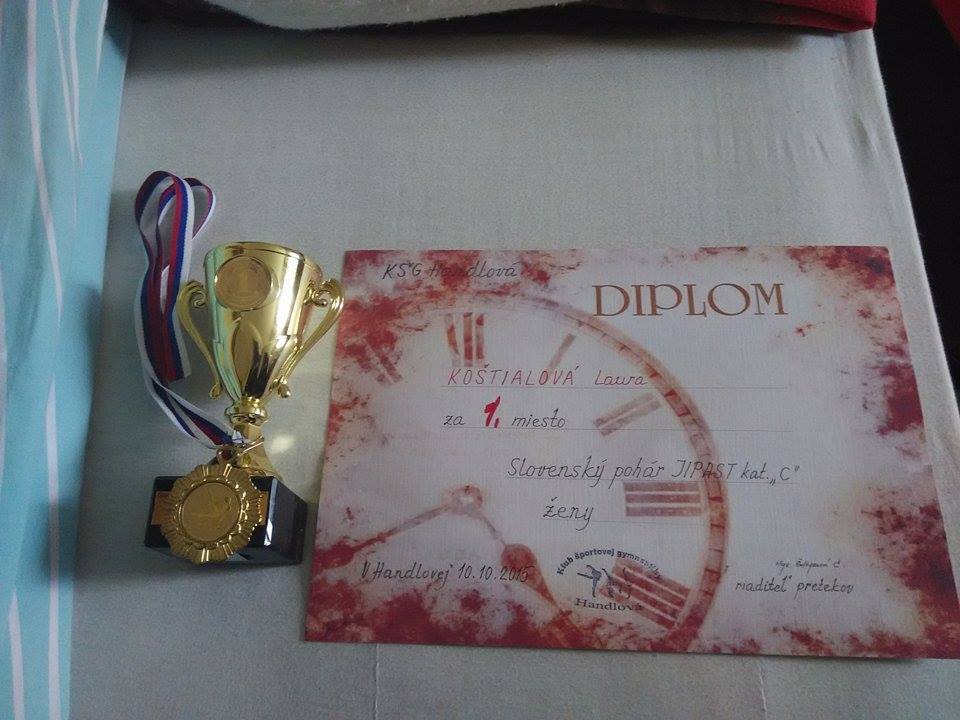 KŠG Handlová
DIPLOM
KOŠTIALOVÁ Laura
za 1. miesto
Slovenský pohár JIPAST kat. „C"
ženy
V Handlovej 10.10.2015
Klub športovej gymnastiky
Handlová
riaditeľ pretekov